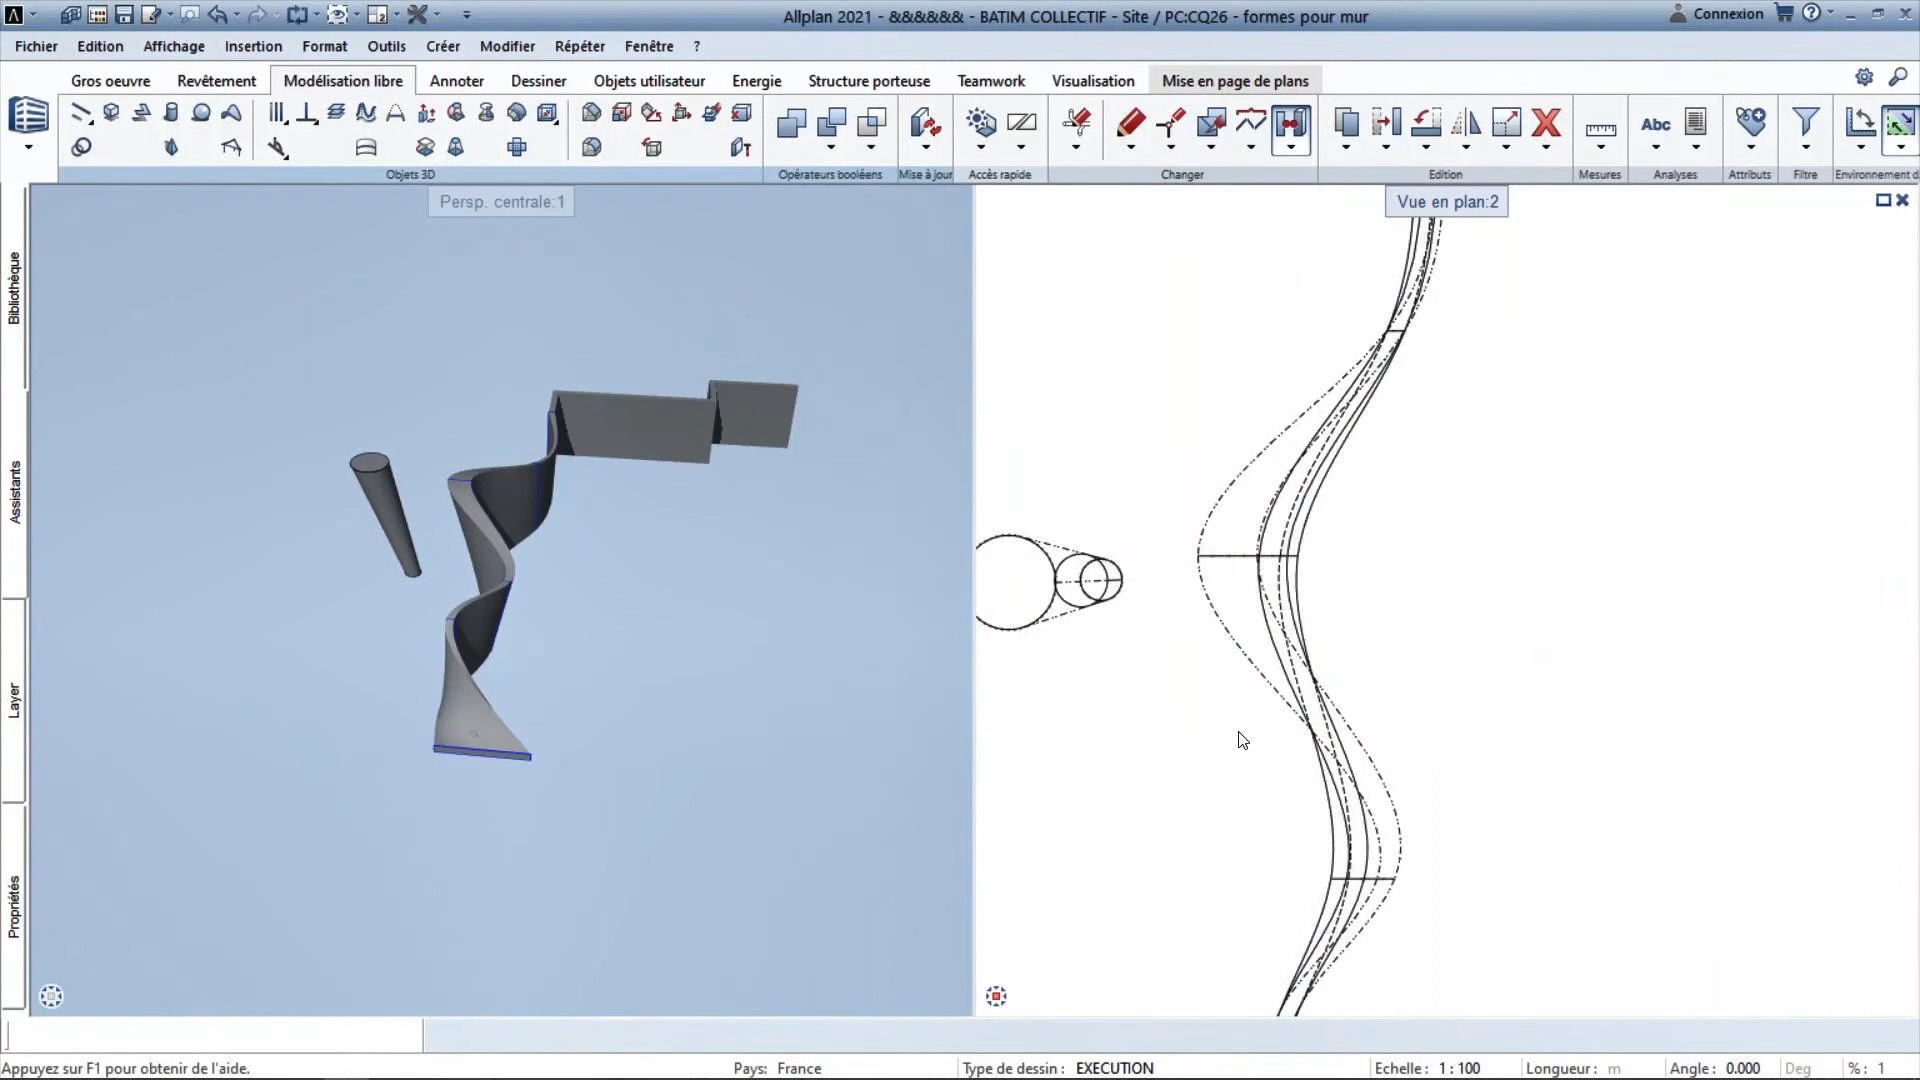 Allplan 2021 - &&&&&& - BATIM COLLECTIF - Site / PC:CQ26 - formes pour mur
Connexion
Fichier Edition Affichage Insertion Format Outils Créer Modifier Répéter Fenêtre ?
Gros oeuvre Revêtement Modélisation libre Annoter Dessiner Objets utilisateur Energie Structure porteuse Teamwork Visualisation Mise en page de plans
Abc
Objets 3D Opérateurs booléens Mise à jour Accès rapide Changer Edition Mesures Analyses Attributs Filtre Environnement d
Persp. centrale:1
Vue en plan:2
Bibliothèque
Assistants
Layer
Propriétés
Appuyez sur F1 pour obtenir de l'aide. Pays: France Type de dessin : EXECUTION Echelle : 1 : 100 Longueur : m Angle : 0.000 Deg % : 1